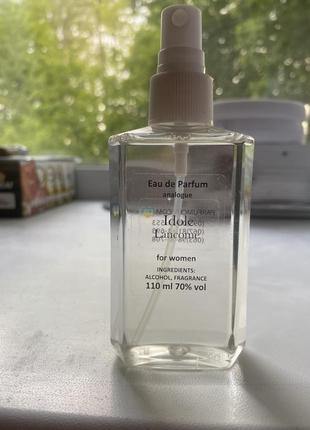 Eau de Parfum
analogue
Idole
Lancome
for women
INGREDIENTS:
ALCOHOL, FRAGRANCE
110 ml 70% vol